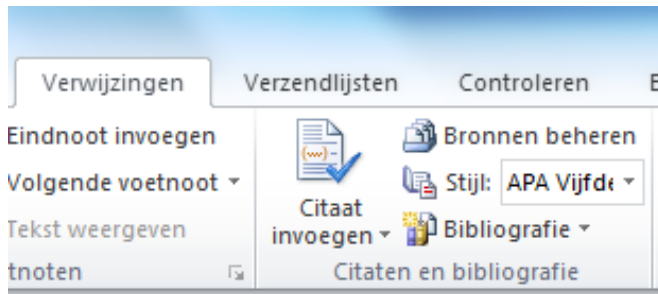 Verwijzingen Verzendlijsten Controleren
Eindnoot invoegen
Volgende voetnoot
Tekst weergeven
tnoten
Citaat
invoegen
Bronnen beheren
Stijl: APA Vijfde
Bibliografie
Citaten en bibliografie